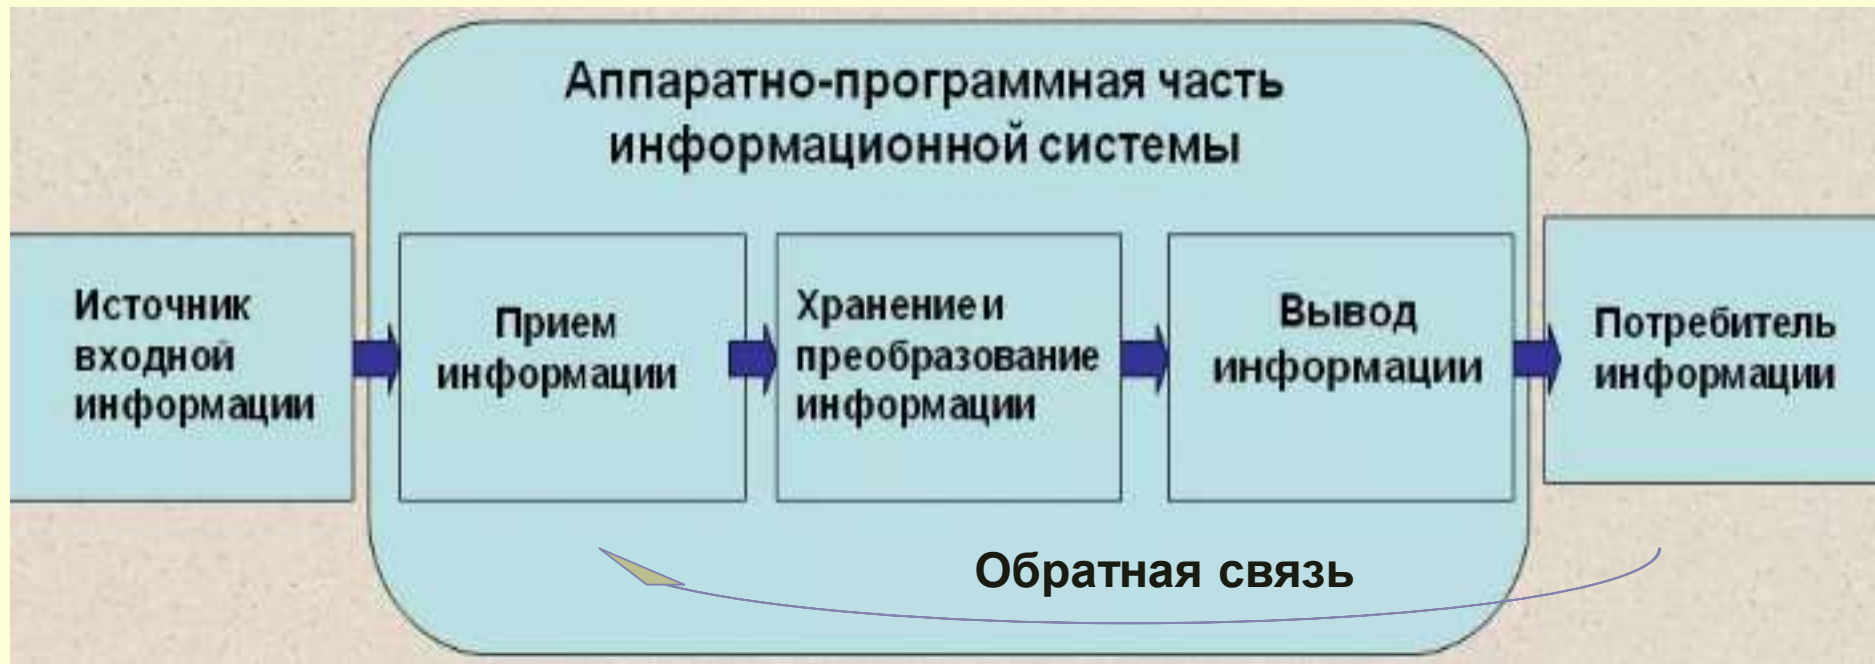 Аппаратно-программная часть
информационной системы
Источник
входной
информации
Прием
информации
Хранение и
преобразование
информации
Вывод
информации
Потребитель
информации
Обратная связь